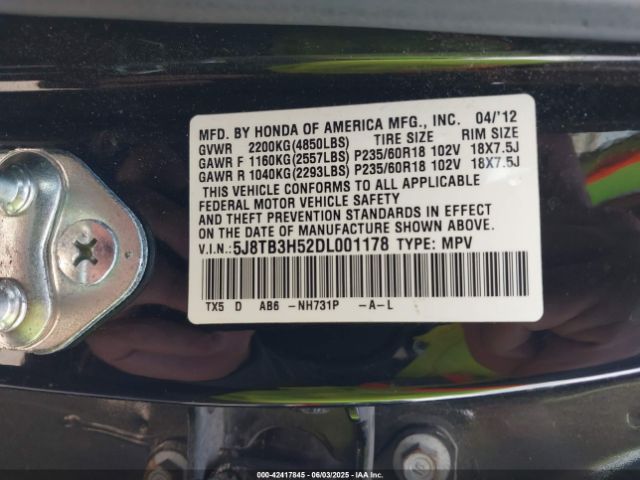 MFD. BY HONDA OF AMERICA MFG., INC. 04/'12
GVWR 2200KG(4850LBS) TIRE SIZE RIM SIZE
GAWR F 1160KG(2557LBS) P235/60R18 102V 18X7.5J
GAWR R 1040KG(2293LBS) P235/60R18 102V 18X7.5J
THIS VEHICLE CONFORMS TO ALL APPLICABLE
FEDERAL MOTOR VEHICLE SAFETY
AND THEFT PREVENTION STANDARDS IN EFFECT
ON THE DATE OF MANUFACTURE SHOWN ABOVE.
V.I.N.: 5J8TB3H52DL001178 TYPE: MPV
TX5 D AB6 -NH731P -A-L
000-42417845 - 06/03/2025 - IAAI.COM